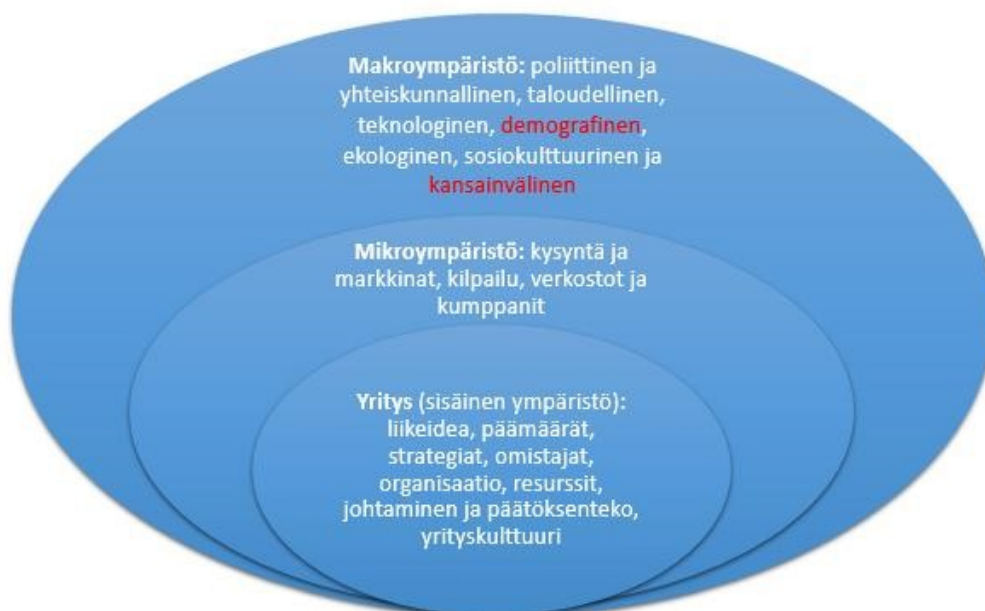 Makroympäristö: poliittinen ja
yhteiskunnallinen, taloudellinen,
teknologinen, demografinen,
ekologinen, sosiokulttuurinen ja
kansainvälinen
Mikroympäristö: kysyntä ja
markkinat, kilpailu, verkostot ja
kumppanit
Yritys (sisäinen ympäristö):
liikeidea, päämäärät,
strategiat, omistajat,
organisaatio, resurssit,
johtaminen ja päätöksenteko,
yrityskulttuuri